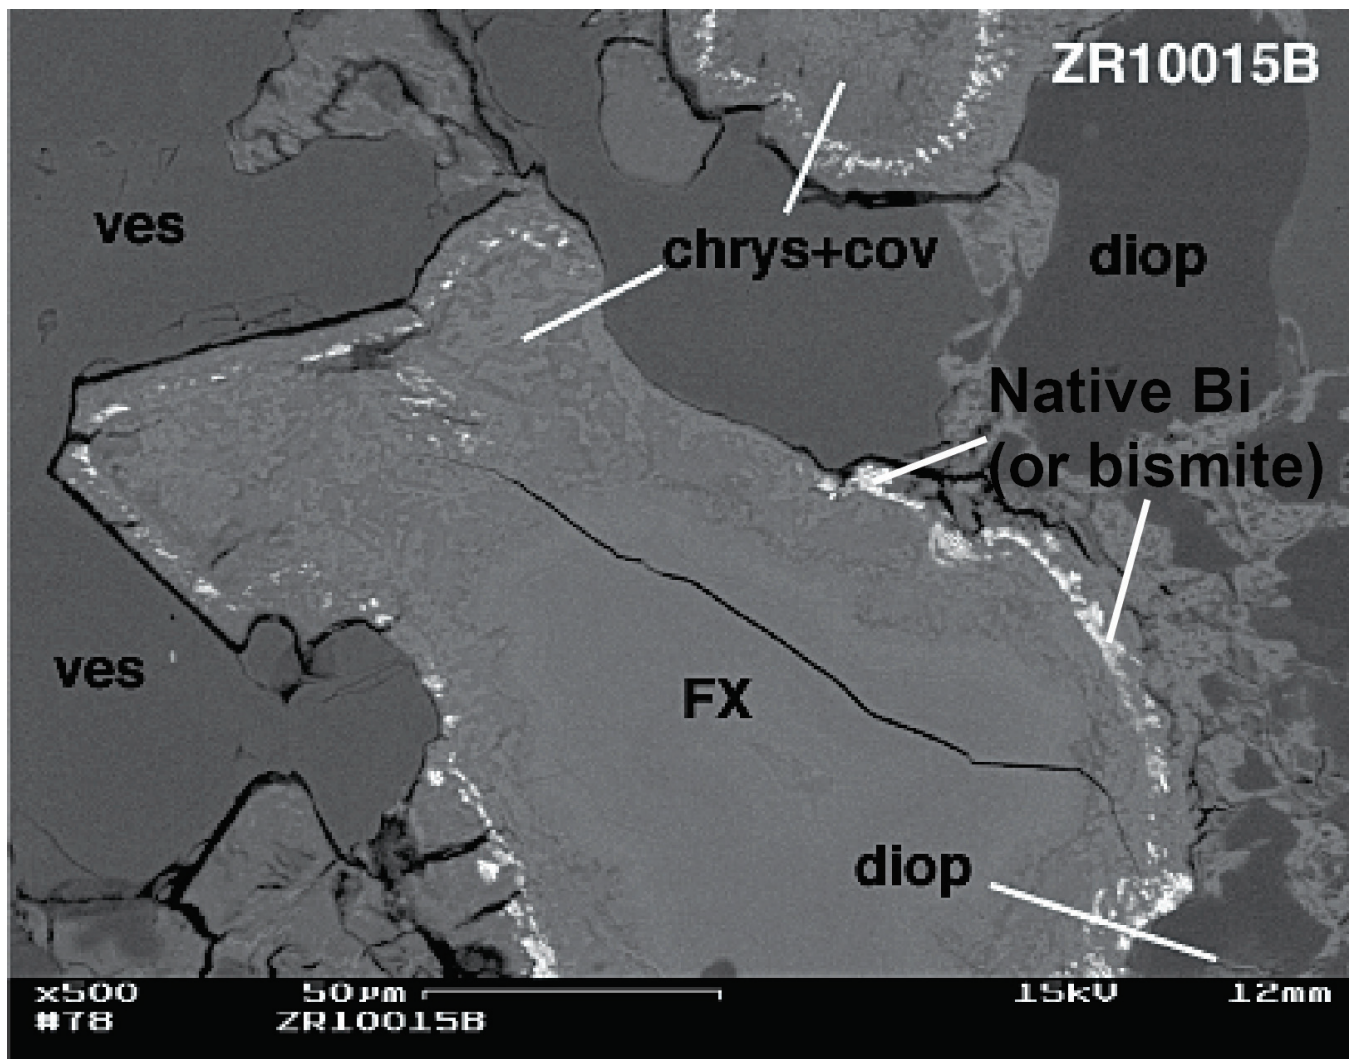 ZR10015B
ves
chrys+cov
diop
Native Bi
(or bismite)
ves
FX
diop
x500 50µm 15kV 12mm
#78 ZR10015B